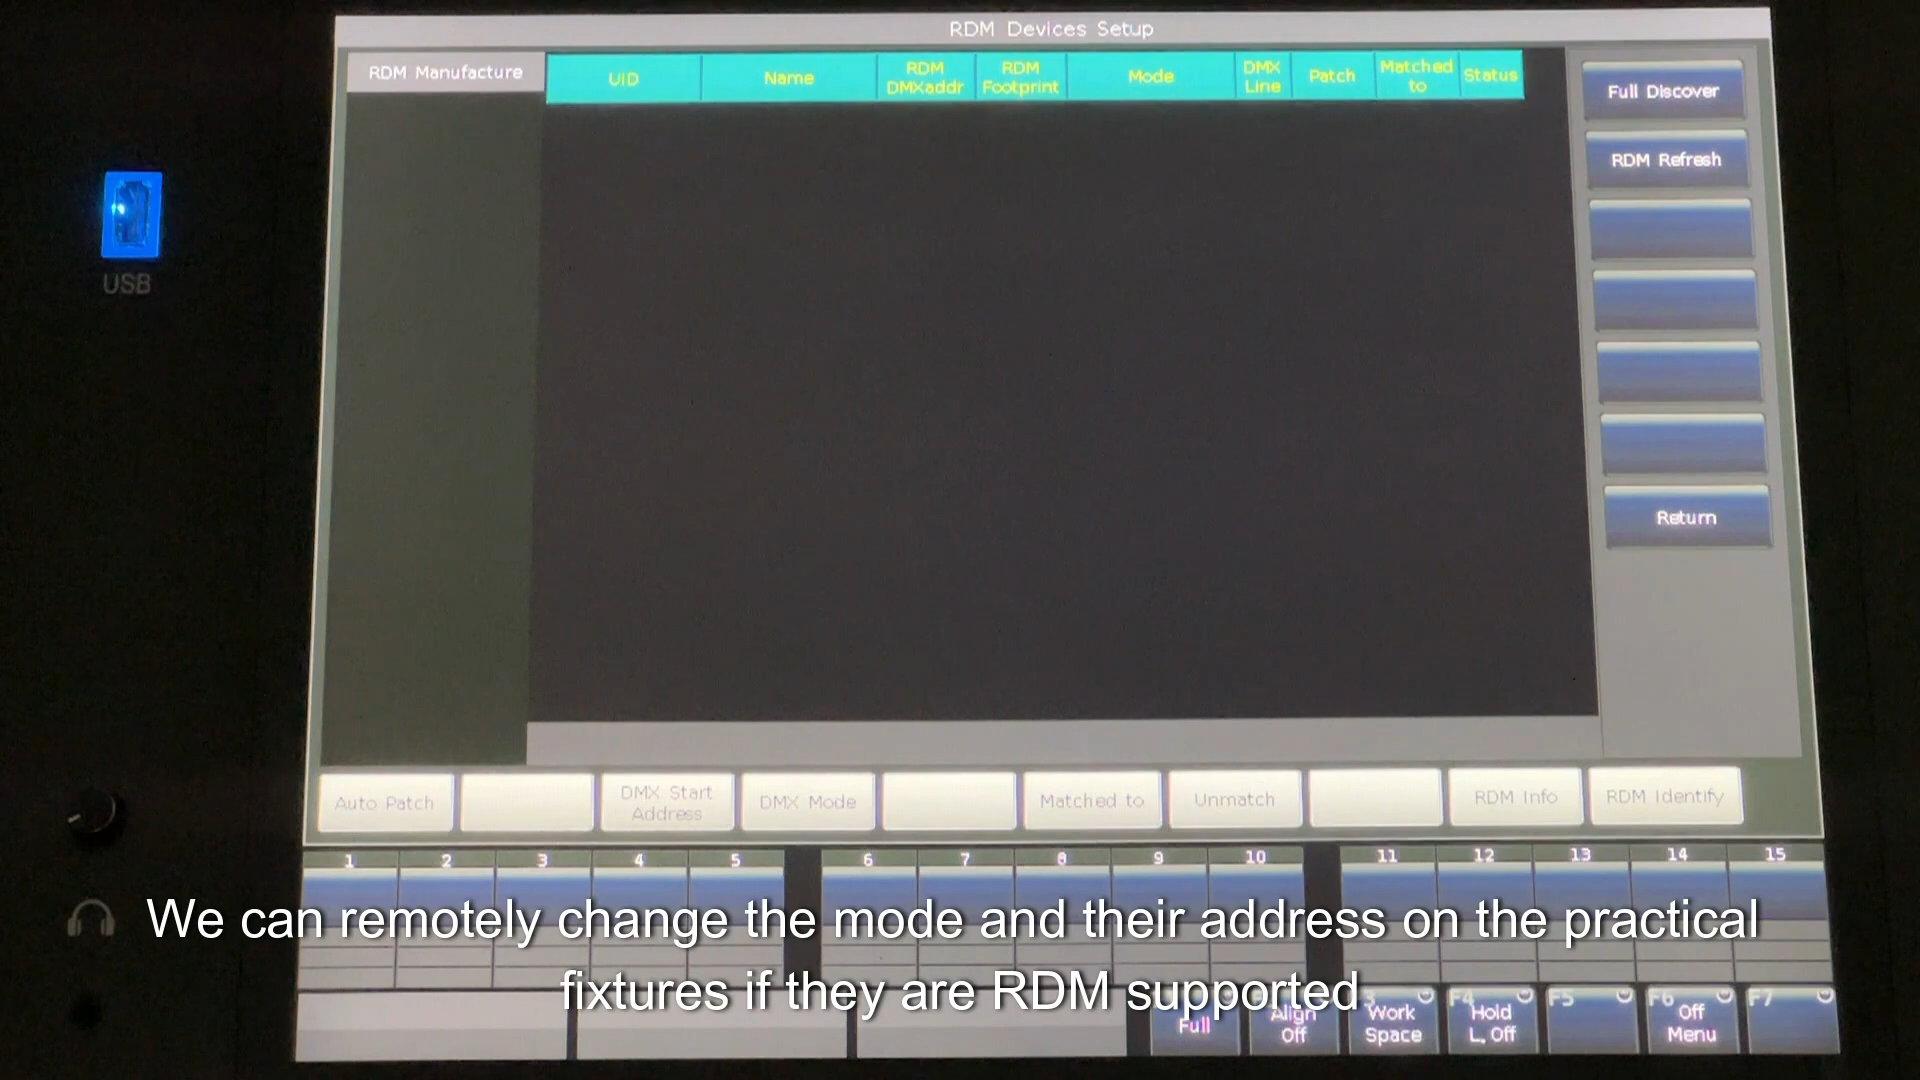 RDM Devices Setup
RDM Manufacture
UID
Name
RDM
DMXaddr
RDM
Footprint
Mode
DMX
Line
Patch
Matched
to
Status
Full Discover
RDM Refresh
Return
USB
Auto Patch
DMX Start
Address
DMX Mode
Matched to
Unmatch
RDM Info
RDM Identify
1 2 3 4 5 6 7 8 9 10 11 12 13 14 15
We can remotely change the mode and their address on the practical
fixtures if they are RDM supported
Full
Align
Off
Work
Space
F4
Hold
L. Off
F5
F6
Off
Menu
F7